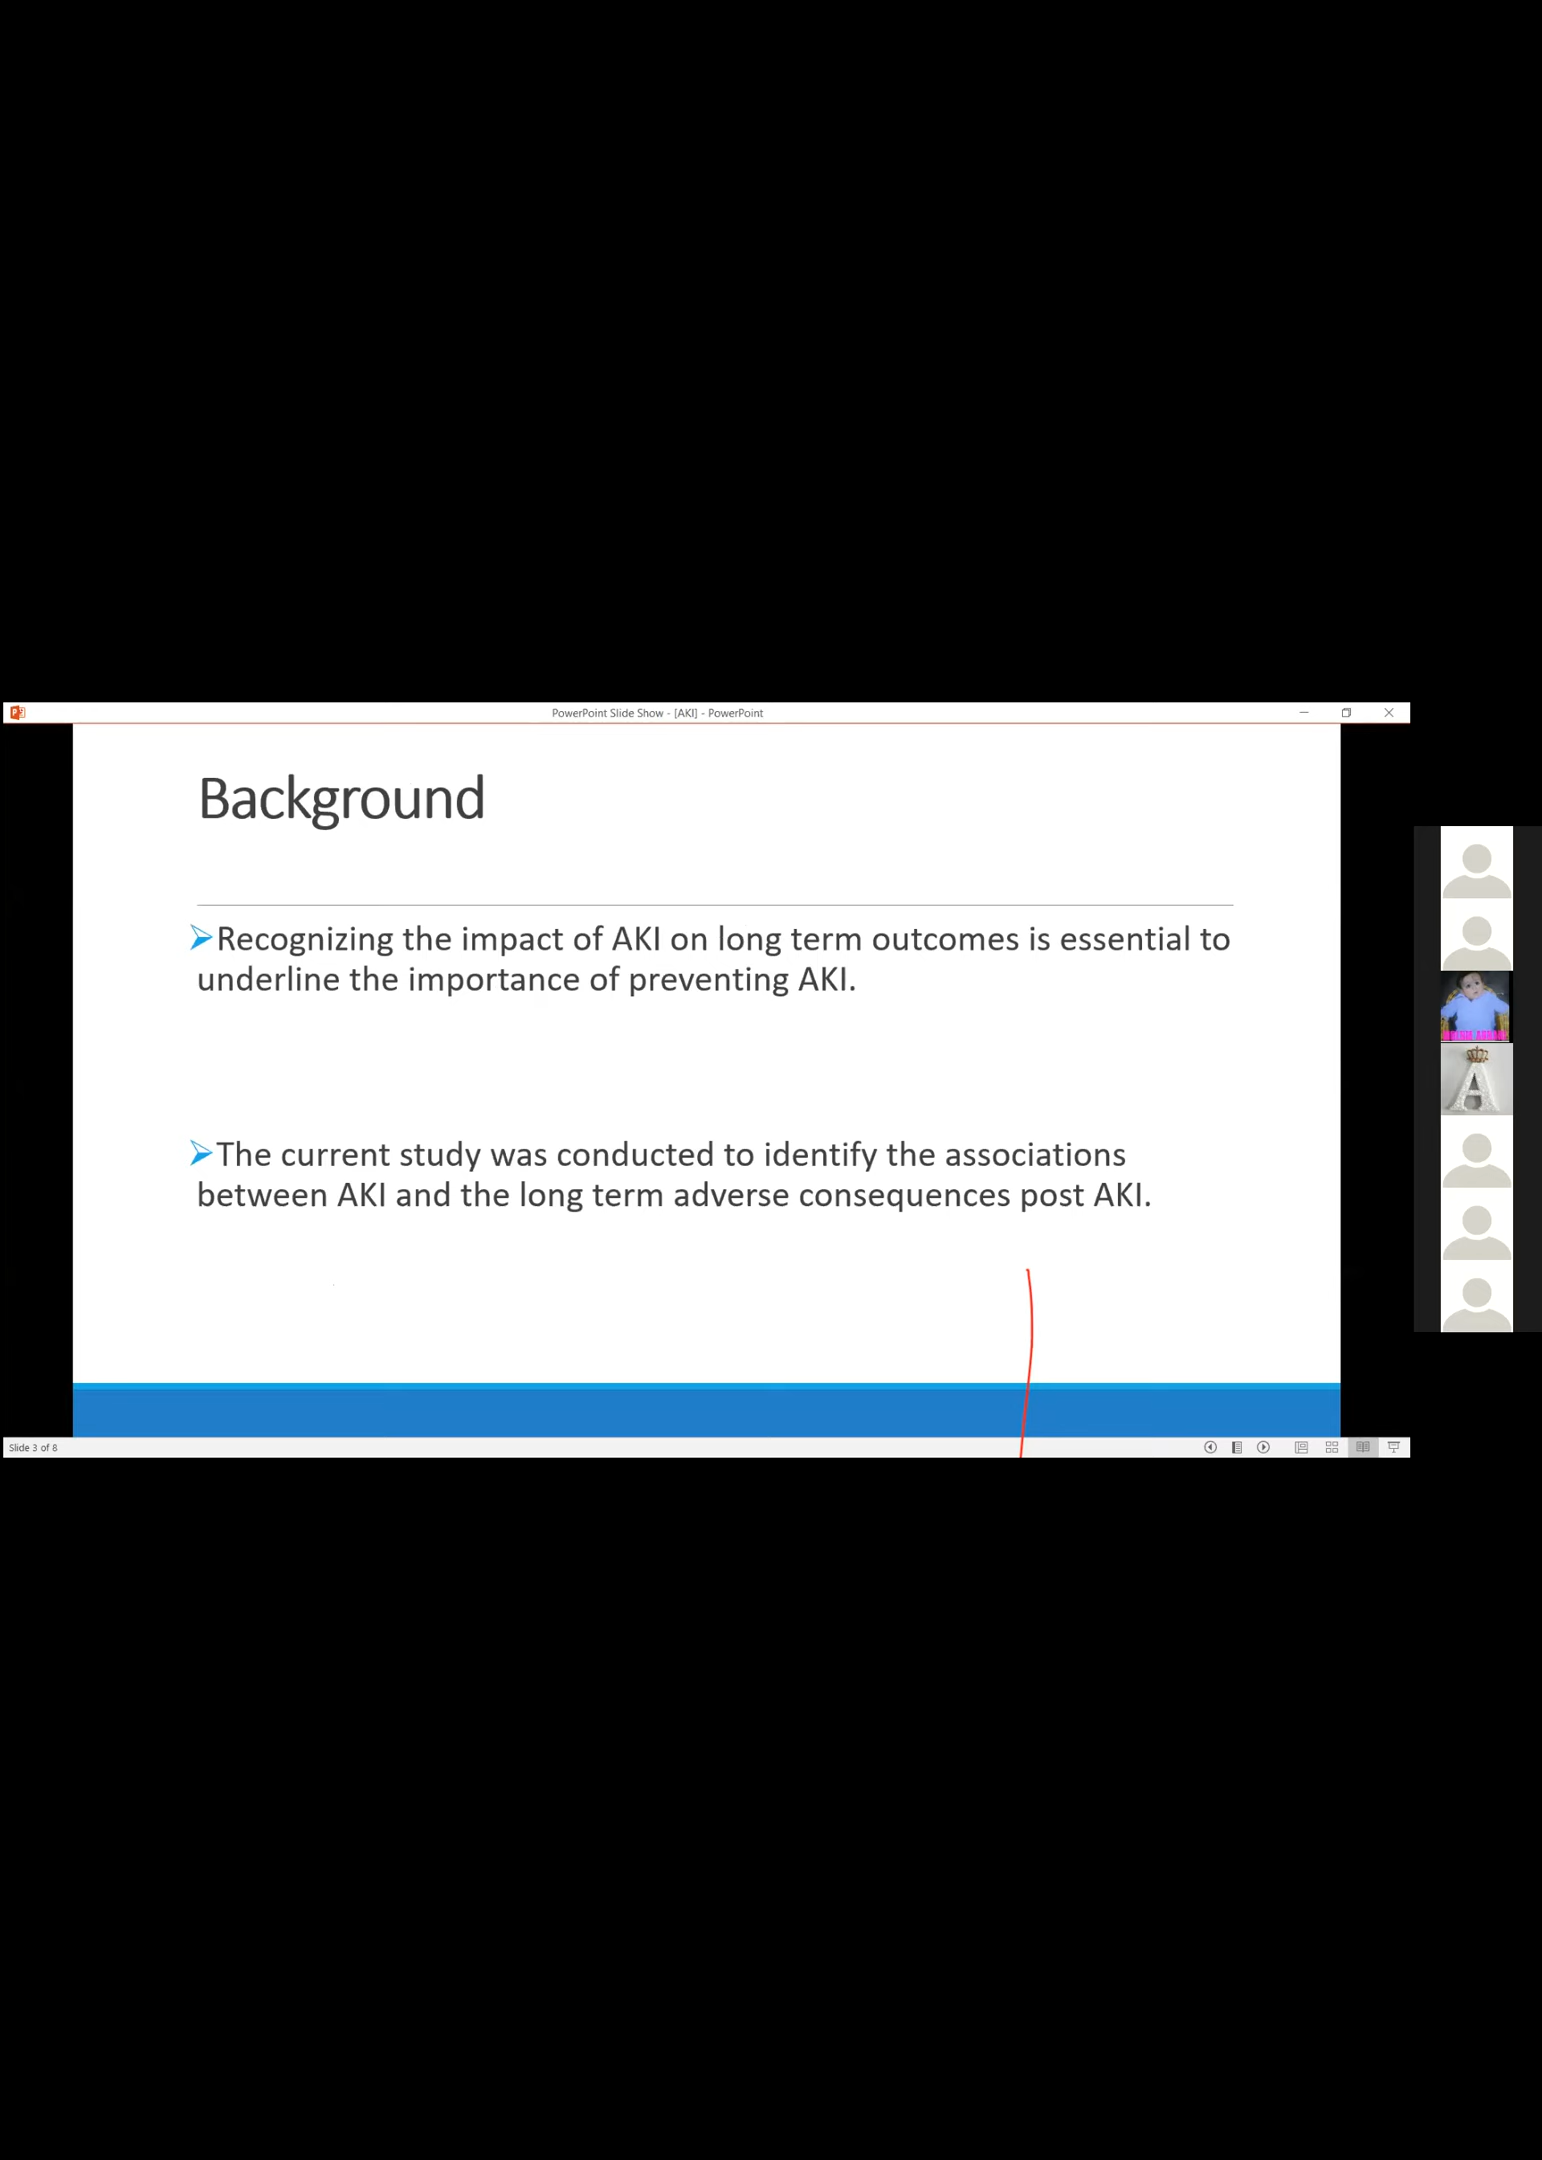 PowerPoint Slide Show - [AKI] - PowerPoint
Background
Recognizing the impact of AKI on long term outcomes is essential to
underline the importance of preventing AKI.
The current study was conducted to identify the associations
between AKI and the long term adverse consequences post AKI.
A
Slide 3 of 8